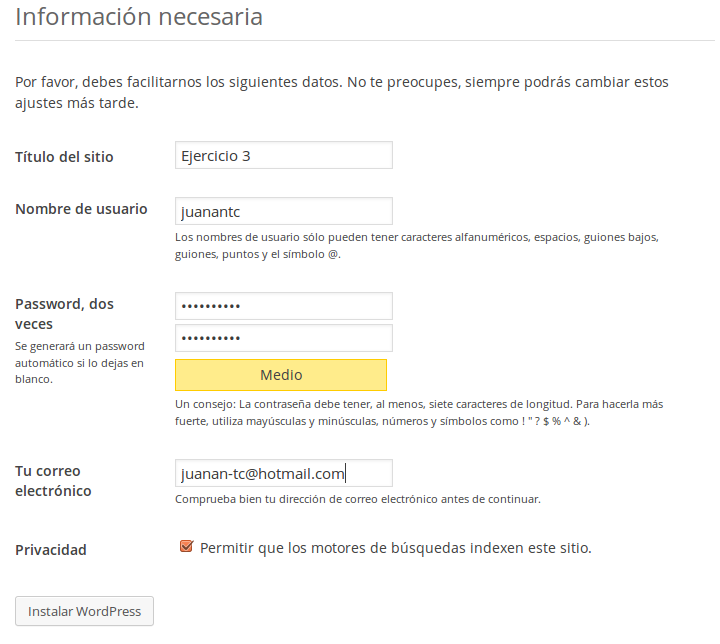 Información necesaria
Por favor, debes facilitarnos los siguientes datos. No te preocupes, siempre podrás cambiar estos
ajustes más tarde.
Título del sitio
Ejercicio 3
Nombre de usuario
juanantc
Los nombres de usuario sólo pueden tener caracteres alfanuméricos, espacios, guiones bajos,
guiones, puntos y el símbolo @.
Password, dos
veces
Se generará un password
automático si lo dejas en
blanco.
••••••••••
••••••••••
Medio
Un consejo: La contraseña debe tener, al menos, siete caracteres de longitud. Para hacerla más
fuerte, utiliza mayúsculas y minúsculas, números y símbolos como ! " ? $ % ^ & ).
Tu correo
electrónico
juanan-tc@hotmail.com
Comprueba bien tu dirección de correo electrónico antes de continuar.
Privacidad
Permitir que los motores de búsquedas indexen este sitio.
Instalar WordPress